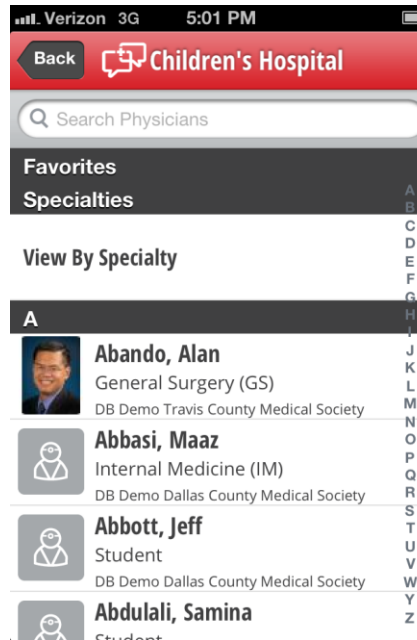 Verizon 3G 5:01 PM
Back Children's Hospital
Search Physicians
Favorites
Specialties
View By Specialty
A
Abando, Alan
General Surgery (GS)
DB Demo Travis County Medical Society
Abbasi, Maaz
Internal Medicine (IM)
DB Demo Dallas County Medical Society
Abbott, Jeff
Student
DB Demo Dallas County Medical Society
Abdulali, Samina
Student
A
B
C
D
E
F
G
H
I
J
K
L
M
N
O
P
Q
R
S
T
U
V
W
Y
Z